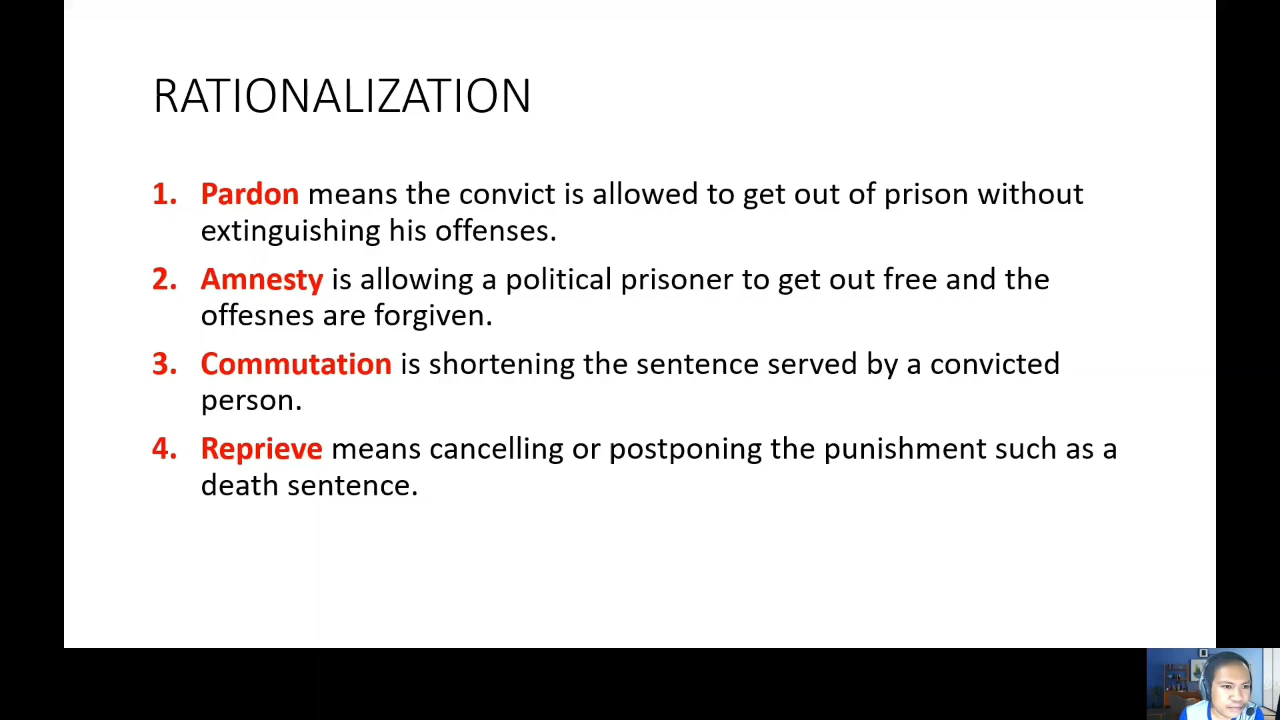 RATIONALIZATION
1. Pardon means the convict is allowed to get out of prison without
extinguishing his offenses.
2. Amnesty is allowing a political prisoner to get out free and the
offesnes are forgiven.
3. Commutation is shortening the sentence served by a convicted
person.
4. Reprieve means cancelling or postponing the punishment such as a
death sentence.